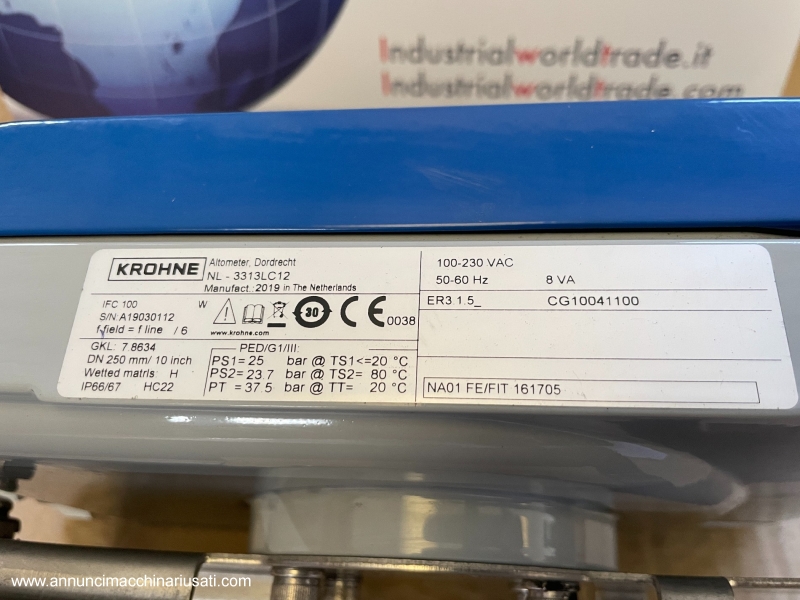 Industrialworldtrade.it
Industrialworldtrade.com
KROHNE
Altometer, Dordrecht
NL - 3313LC12
Manufact.: 2019 in The Netherlands
IFC 100 W
S/N A19030112
f field = f line / 6
30
CE 0038
www.krohne.com
GKL: 7.8634
DN 250 mm/ 10 inch
Wetted matrls H
IP66/67 HC22
PED/G1/III:
PS1= 25 bar @ TS1<=20 °C
PS2= 23.7 bar @ TS2= 80 °C
PT = 37.5 bar @ TT= 20 °C
100-230 VAC
50-60 Hz 8 VA
ER3 1.5_ CG10041100
NA01 FE/FIT 161705
www.annuncimacchinariusati.com